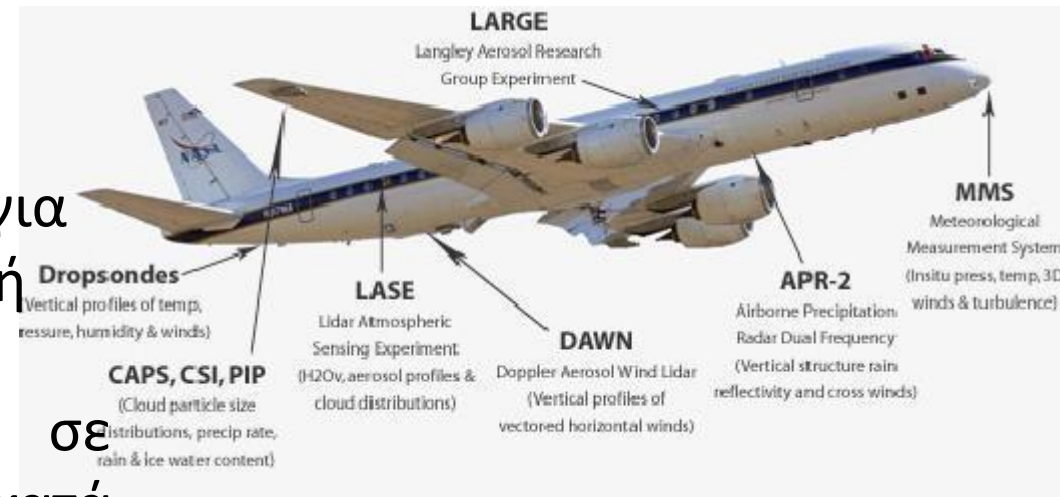 LARGE
Langley Aerosol Research
Group Experiment
NASA
MMS
Meteorological
Measurement System
(Insitu press, temp, 3D
winds & turbulence)
για
ή
Dropsondes
(Vertical profiles of temp,
ressure, humidity & winds)
LASE
Lidar Atmospheric
Sensing Experiment
(H2Ov, aerosol profiles &
cloud distributions)
APR-2
Airborne Precipitation
Radar Dual Frequency
(Vertical structure rain
reflectivity and cross winds)
DAWN
Doppler Aerosol Wind Lidar
(Vertical profiles of
vectored horizontal winds)
CAPS, CSI, PIP
(Cloud particle size
distributions, precip rate,
rain & ice water content)
σε